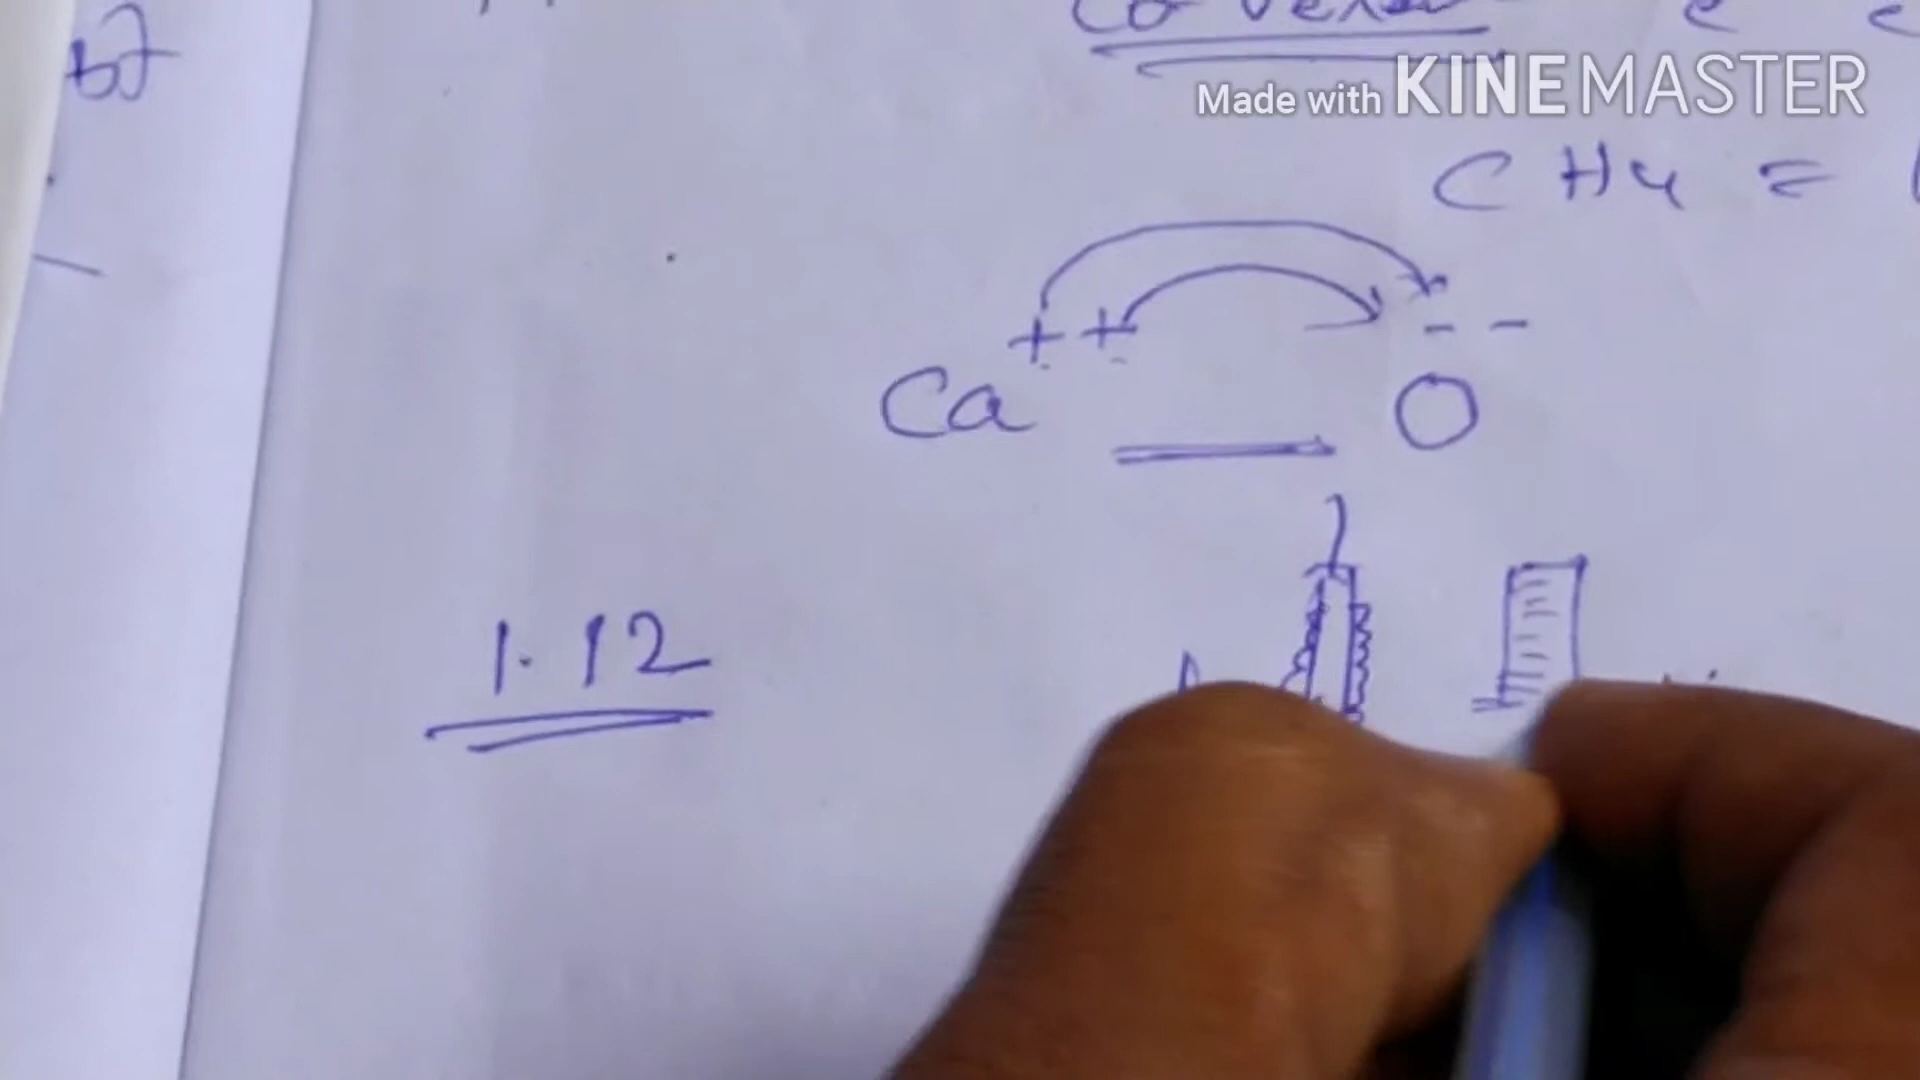 b)
Made with KINEMASTER
CH4 =
++ --
Ca O
1.12